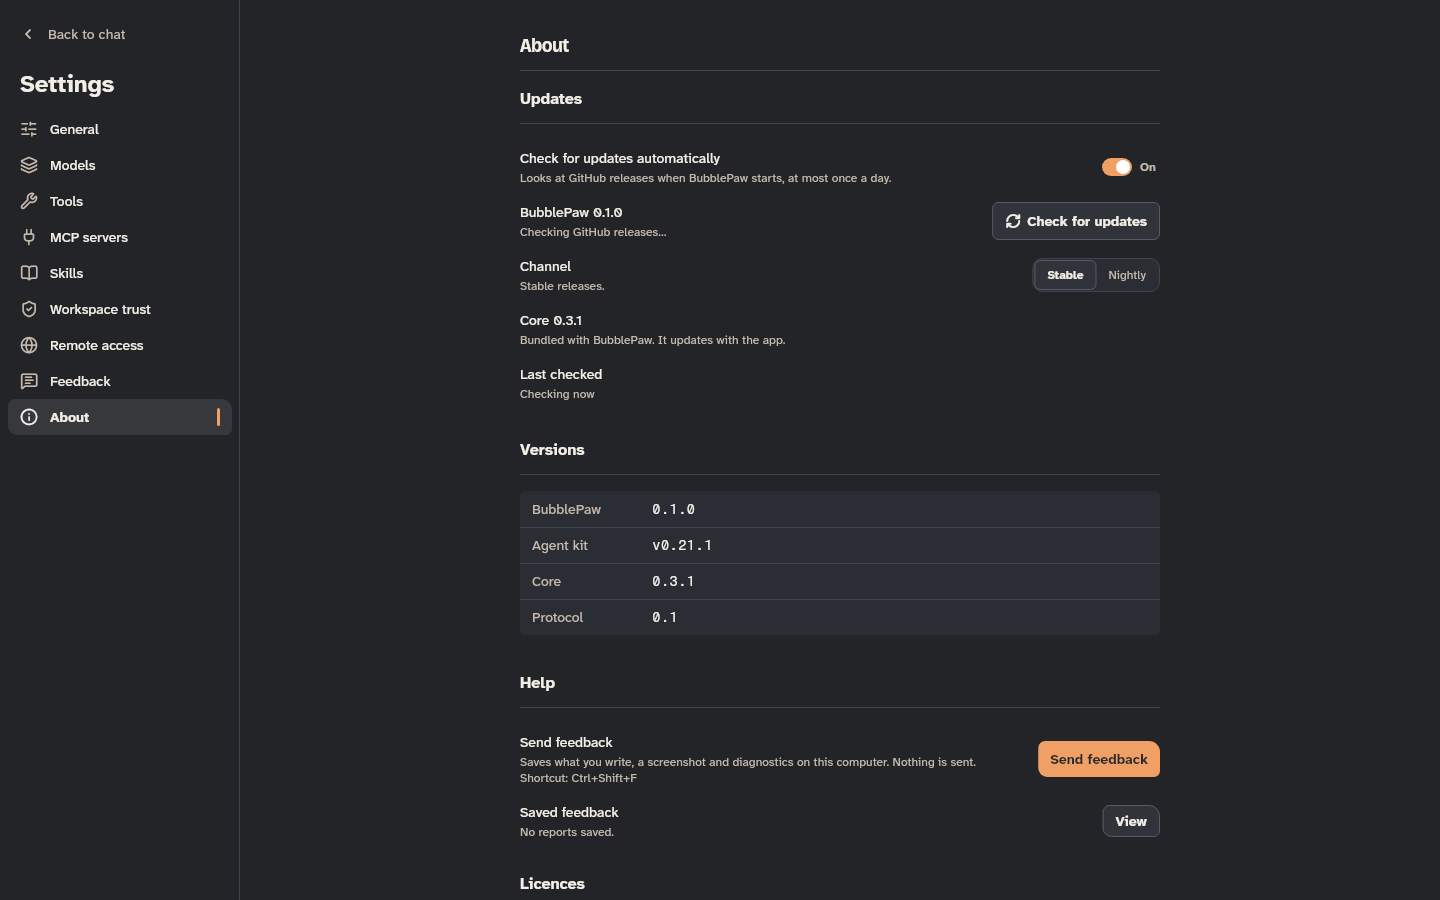 Back to chat
Settings
General
Models
Tools
MCP servers
Skills
Workspace trust
Remote access
Feedback
About
About
Updates
Check for updates automatically
Looks at GitHub releases when BubblePaw starts, at most once a day.
On
BubblePaw 0.1.0
Checking GitHub releases...
Check for updates
Channel
Stable releases.
Stable
Nightly
Core 0.3.1
Bundled with BubblePaw. It updates with the app.
Last checked
Checking now
Versions
BubblePaw 0.1.0
Agent kit v0.21.1
Core 0.3.1
Protocol 0.1
Help
Send feedback
Saves what you write, a screenshot and diagnostics on this computer. Nothing is sent.
Shortcut: Ctrl+Shift+F
Send feedback
Saved feedback
No reports saved.
View
Licences